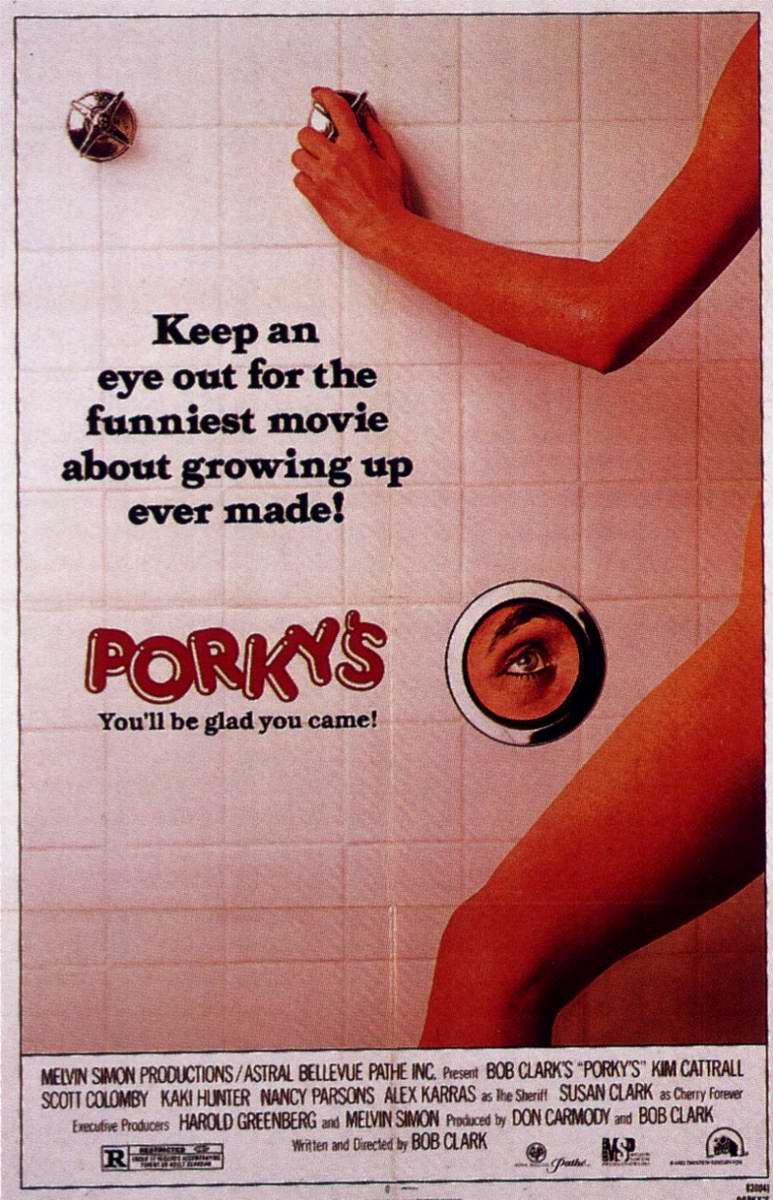 Keep an
eye out for the
funniest movie
about growing up
ever made!
PORKY'S
You'll be glad you came!
MELVIN SIMON PRODUCTIONS/ASTRAL BELLEVUE PATHE INC. Present BOB CLARK'S "PORKY'S" KIM CATTRALL
SCOTT COLOMBY KAKI HUNTER NANCY PARSONS ALEX KARRAS as The Sheriff SUSAN CLARK as Cherry Forever
Executive Producers HAROLD GREENBERG and MELVIN SIMON Produced by DON CARMODY and BOB CLARK
Written and Directed by BOB CLARK
R RESTRICTED
Pathe
MSP